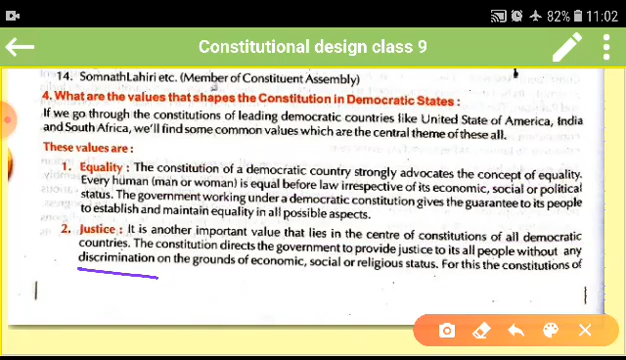 82% 11:02
Constitutional design class 9
14. SomnathLahiri etc. (Member of Constituent Assembly)
4. What are the values that shapes the Constitution in Democratic States :
If we go through the constitutions of leading democratic countries like United State of America, India
and South Africa, we'll find some common values which are the central theme of these all.
These values are :
1. Equality : The constitution of a democratic country strongly advocates the concept of equality.
Every human (man or woman) is equal before law irrespective of its economic, social or political
status. The government working under a democratic constitution gives the guarantee to its people
to establish and maintain equality in all possible aspects.
2. Justice : It is another important value that lies in the centre of constitutions of all democratic
countries. The constitution directs the government to provide justice to its all people without any
discrimination on the grounds of economic, social or religious status. For this the constitutions of